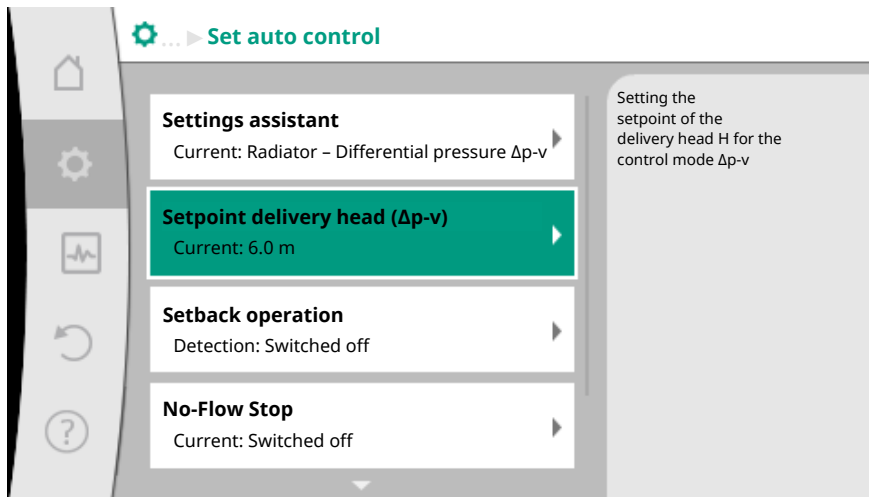 ... ▶ Set auto control
Settings assistant
Current: Radiator – Differential pressure Δp-v
Setpoint delivery head (Δp-v)
Current: 6.0 m
Setback operation
Detection: Switched off
No-Flow Stop
Current: Switched off
Setting the
setpoint of the
delivery head H for the
control mode Δp-v
?